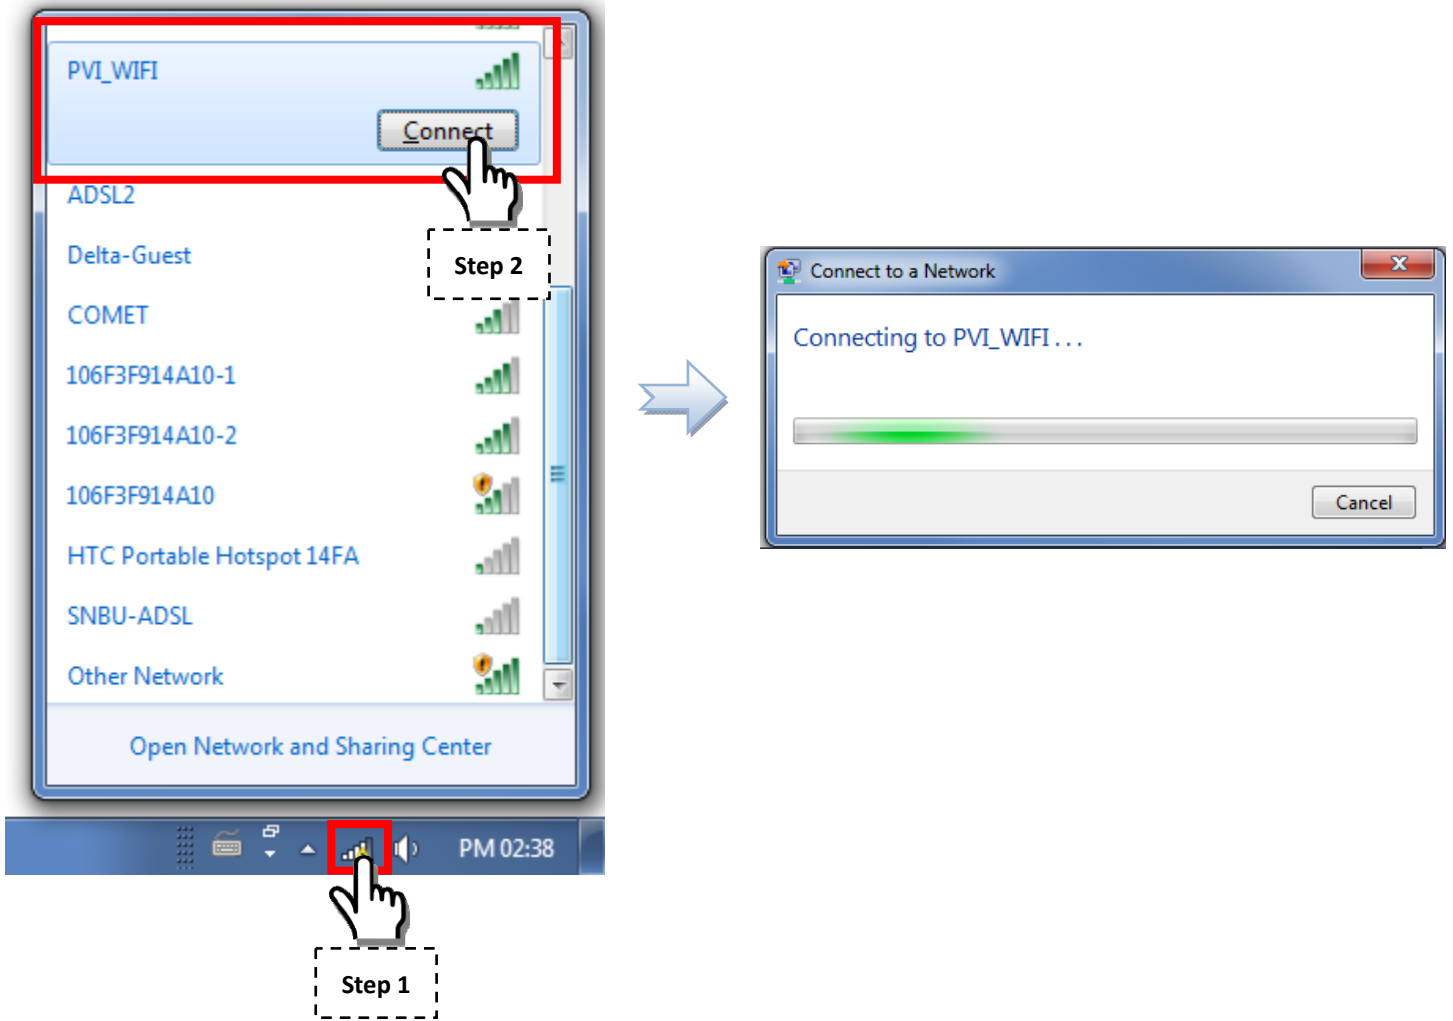 PVI_WIFI
Connect
ADSL2
Delta-Guest
Step 2
COMET
106F3F914A10-1
106F3F914A10-2
106F3F914A10
HTC Portable Hotspot 14FA
SNBU-ADSL
Other Network
Open Network and Sharing Center
PM 02:38
Step 1
Connect to a Network
Connecting to PVI_WIFI . . .
Cancel